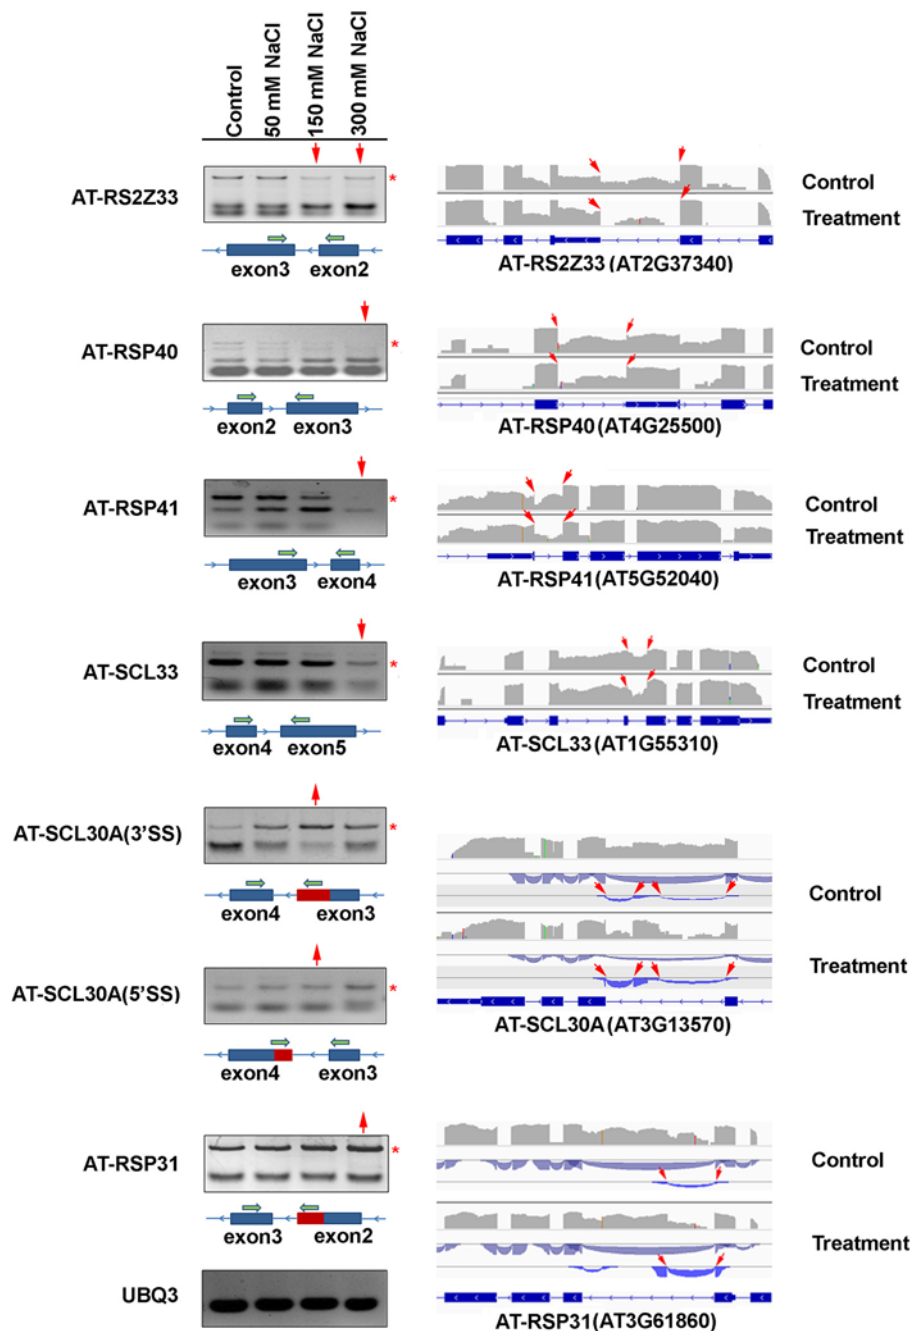 Control
50 mM NaCl
150 mM NaCl
300 mM NaCl
AT-RS2Z33
*
exon3 exon2
Control
Treatment
AT-RS2Z33 (AT2G37340)
AT-RSP40
*
exon2 exon3
Control
Treatment
AT-RSP40 (AT4G25500)
AT-RSP41
*
exon3 exon4
Control
Treatment
AT-RSP41 (AT5G52040)
AT-SCL33
*
exon4 exon5
Control
Treatment
AT-SCL33 (AT1G55310)
AT-SCL30A(3'SS)
*
exon4 exon3
AT-SCL30A(5'SS)
*
exon4 exon3
Control
Treatment
AT-SCL30A (AT3G13570)
AT-RSP31
*
exon3 exon2
UBQ3
Control
Treatment
AT-RSP31 (AT3G61860)